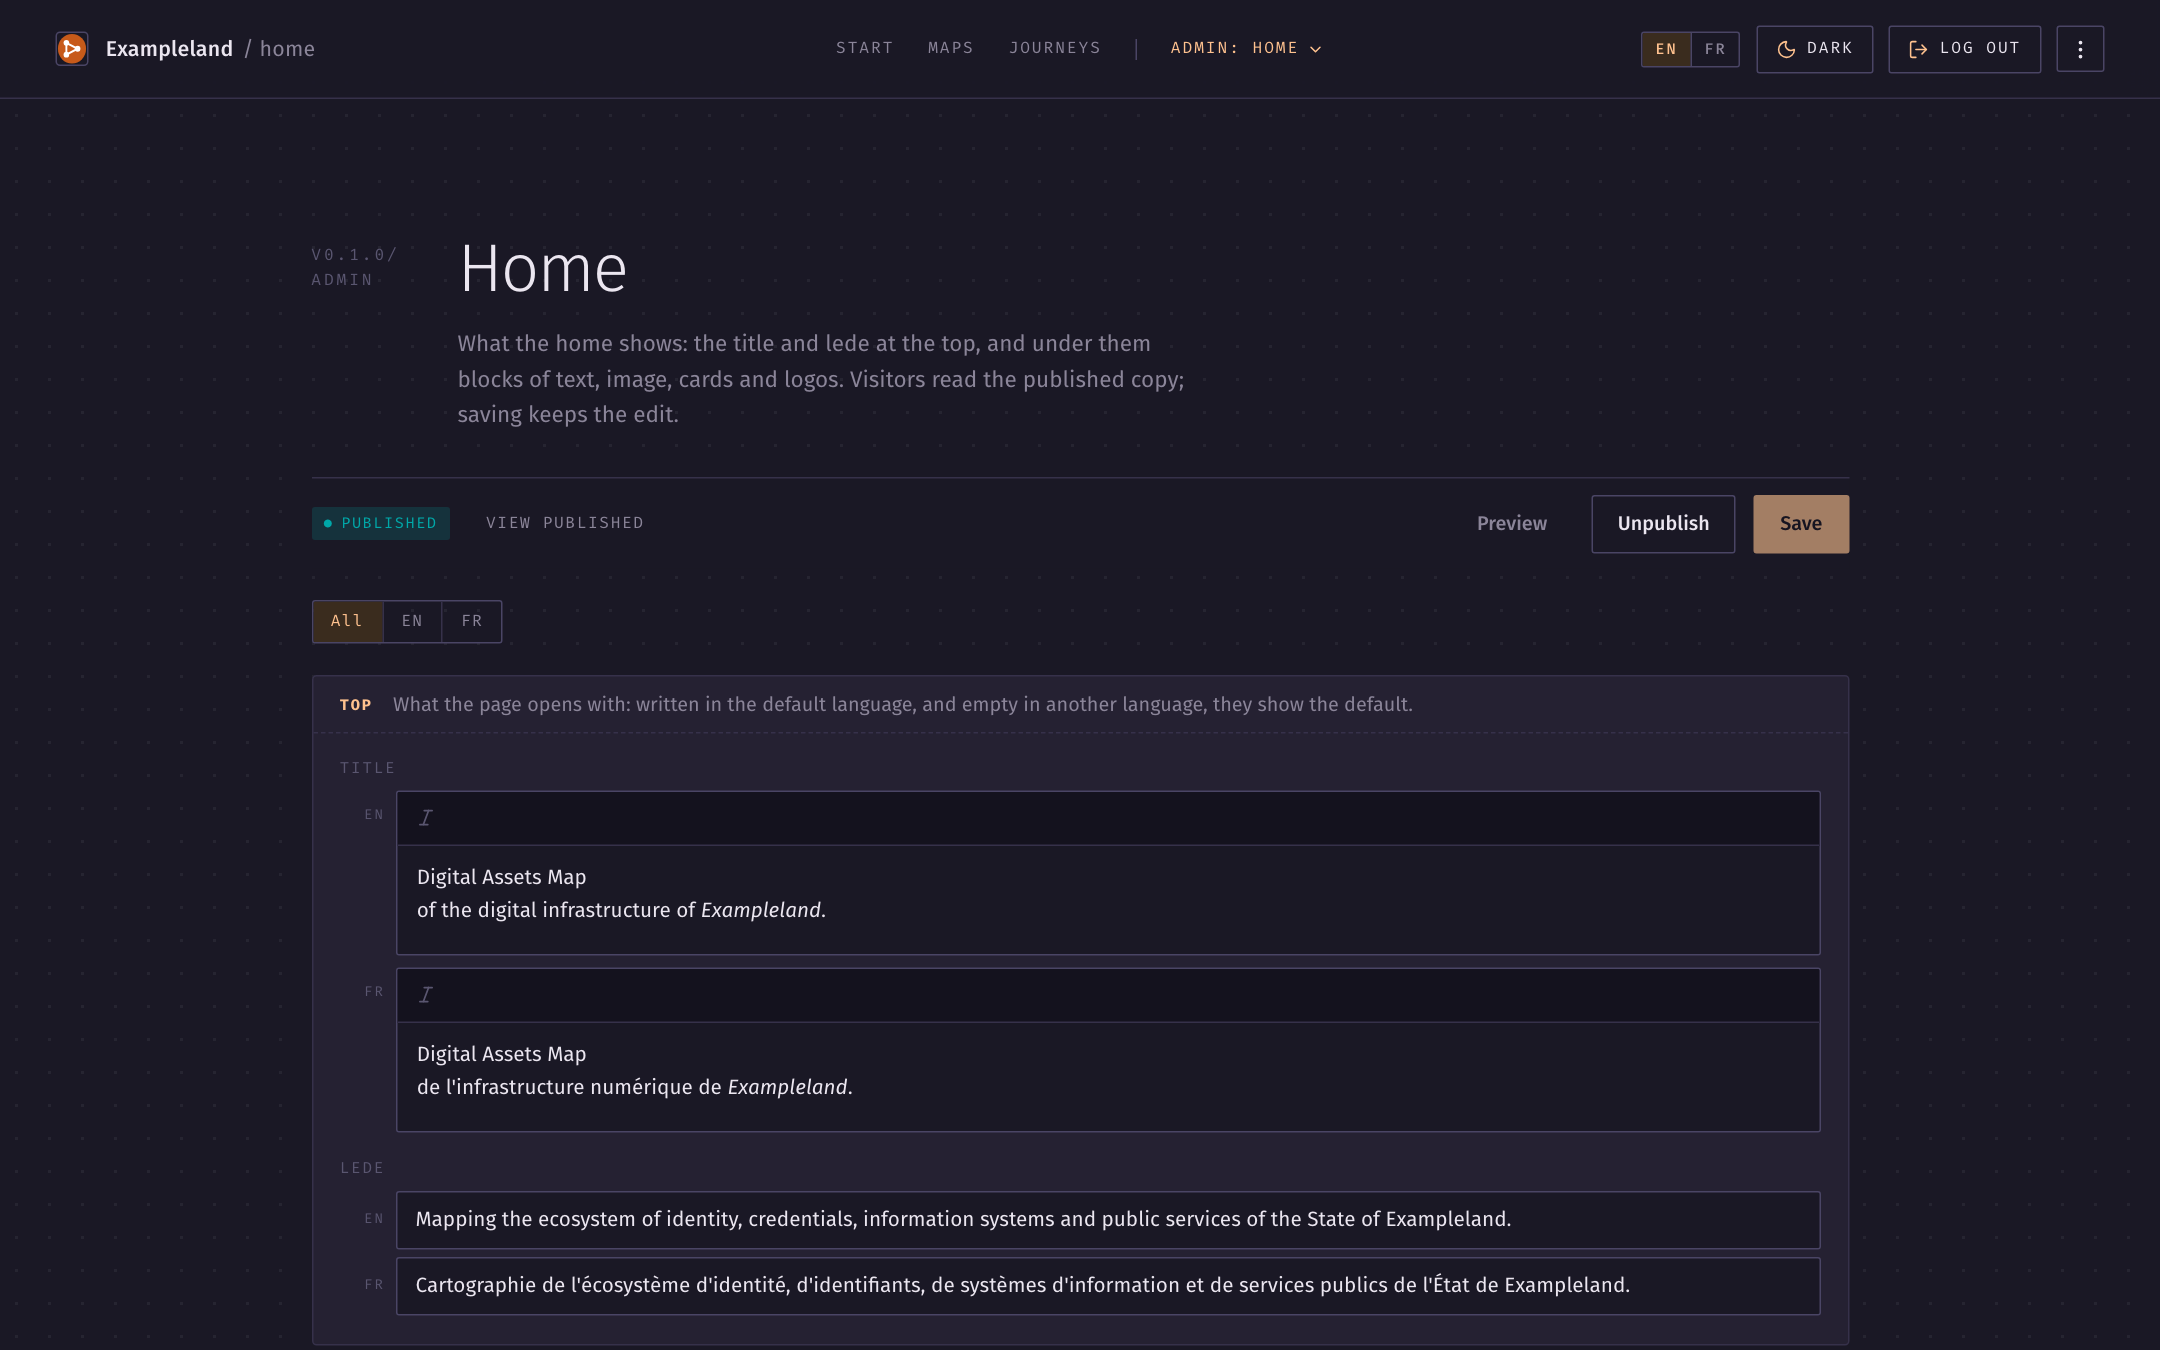 Exampleland / home
START MAPS JOURNEYS | ADMIN: HOME
EN FR
DARK
LOG OUT
V0.1.0/
ADMIN
Home
What the home shows: the title and lede at the top, and under them
blocks of text, image, cards and logos. Visitors read the published copy;
saving keeps the edit.
PUBLISHED
VIEW PUBLISHED
Preview
Unpublish
Save
All EN FR
TOP What the page opens with: written in the default language, and empty in another language, they show the default.
TITLE
EN
I
Digital Assets Map
of the digital infrastructure of Exampleland.
FR
I
Digital Assets Map
de l'infrastructure numérique de Exampleland.
LEDE
EN Mapping the ecosystem of identity, credentials, information systems and public services of the State of Exampleland.
FR Cartographie de l'écosystème d'identité, d'identifiants, de systèmes d'information et de services publics de l'État de Exampleland.